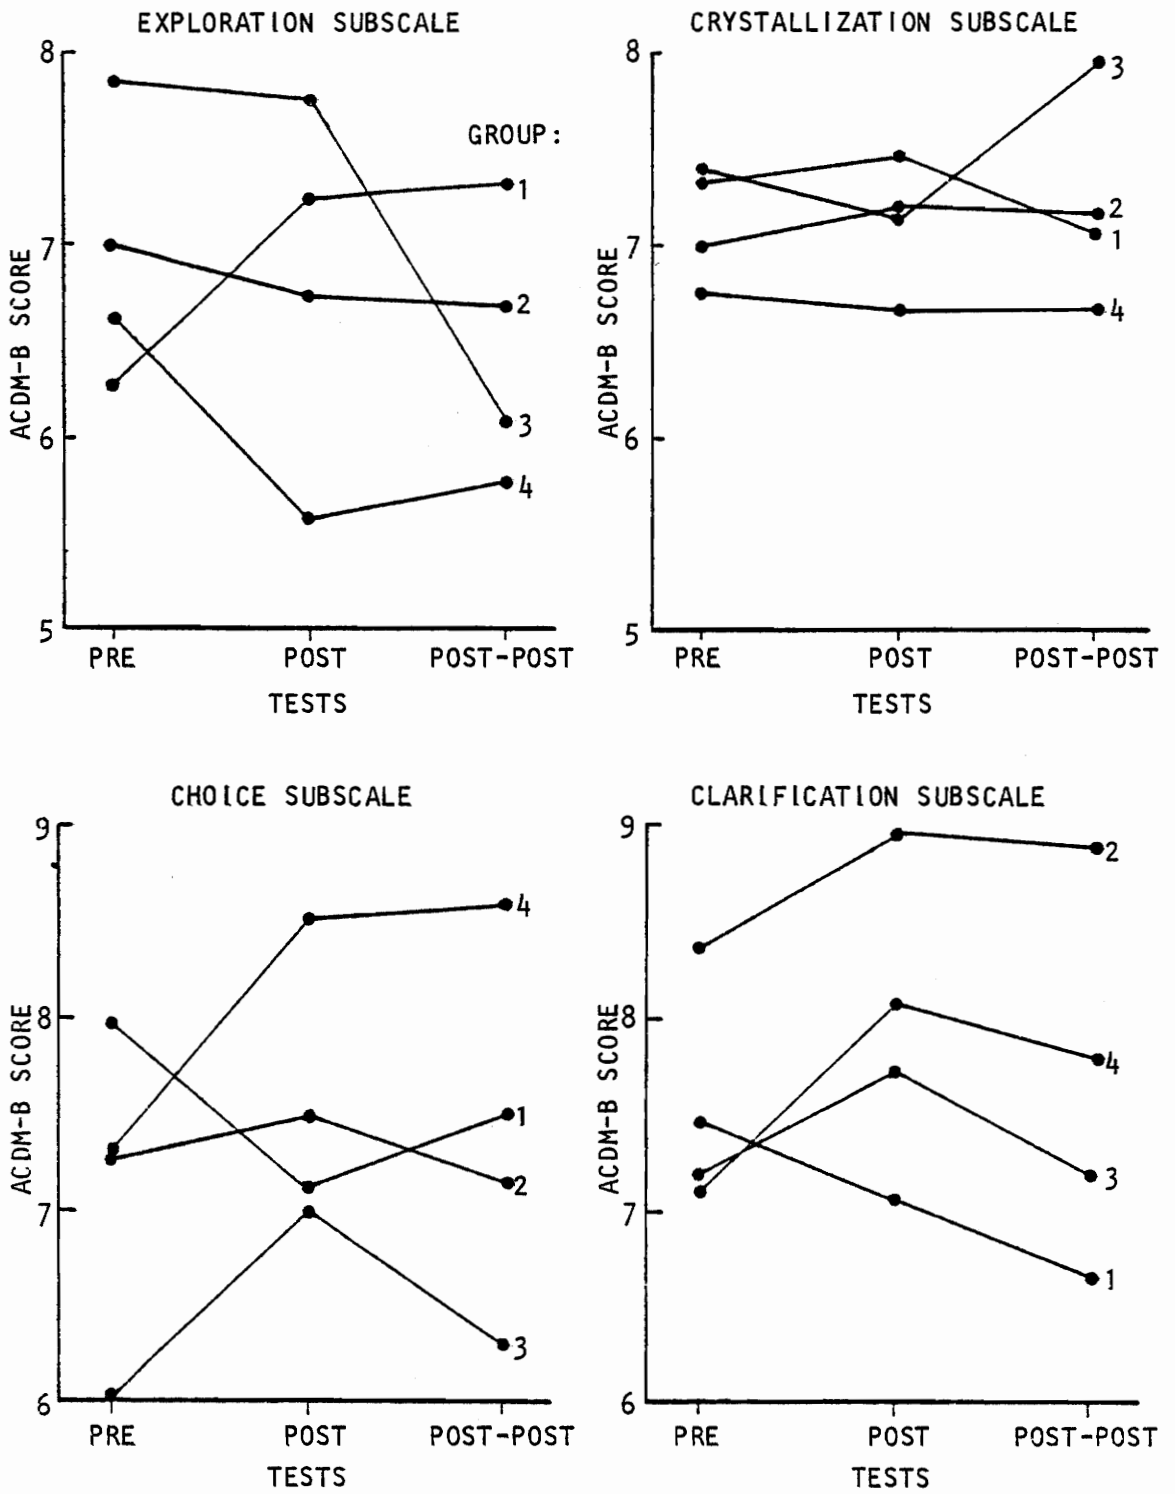 EXPLORATION SUBSCALE
8
7
6
5
ACDM-B SCORE
GROUP:
1
2
3
4
PRE POST POST-POST
TESTS
CRYSTALLIZATION SUBSCALE
8
7
6
5
ACDM-B SCORE
3
2
1
4
PRE POST POST-POST
TESTS
CHOICE SUBSCALE
9
8
7
6
ACDM-B SCORE
4
1
2
3
PRE POST POST-POST
TESTS
CLARIFICATION SUBSCALE
9
8
7
6
ACDM-B SCORE
2
4
3
1
PRE POST POST-POST
TESTS